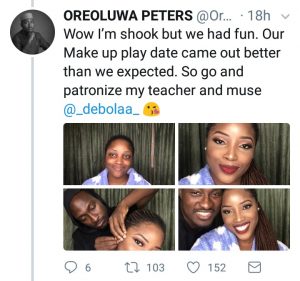 OREOLUWA PETERS @Or... · 18h
Wow I'm shook but we had fun. Our
Make up play date came out better
than we expected. So go and
patronize my teacher and muse
@_debolaa_ 😘
6 103 152